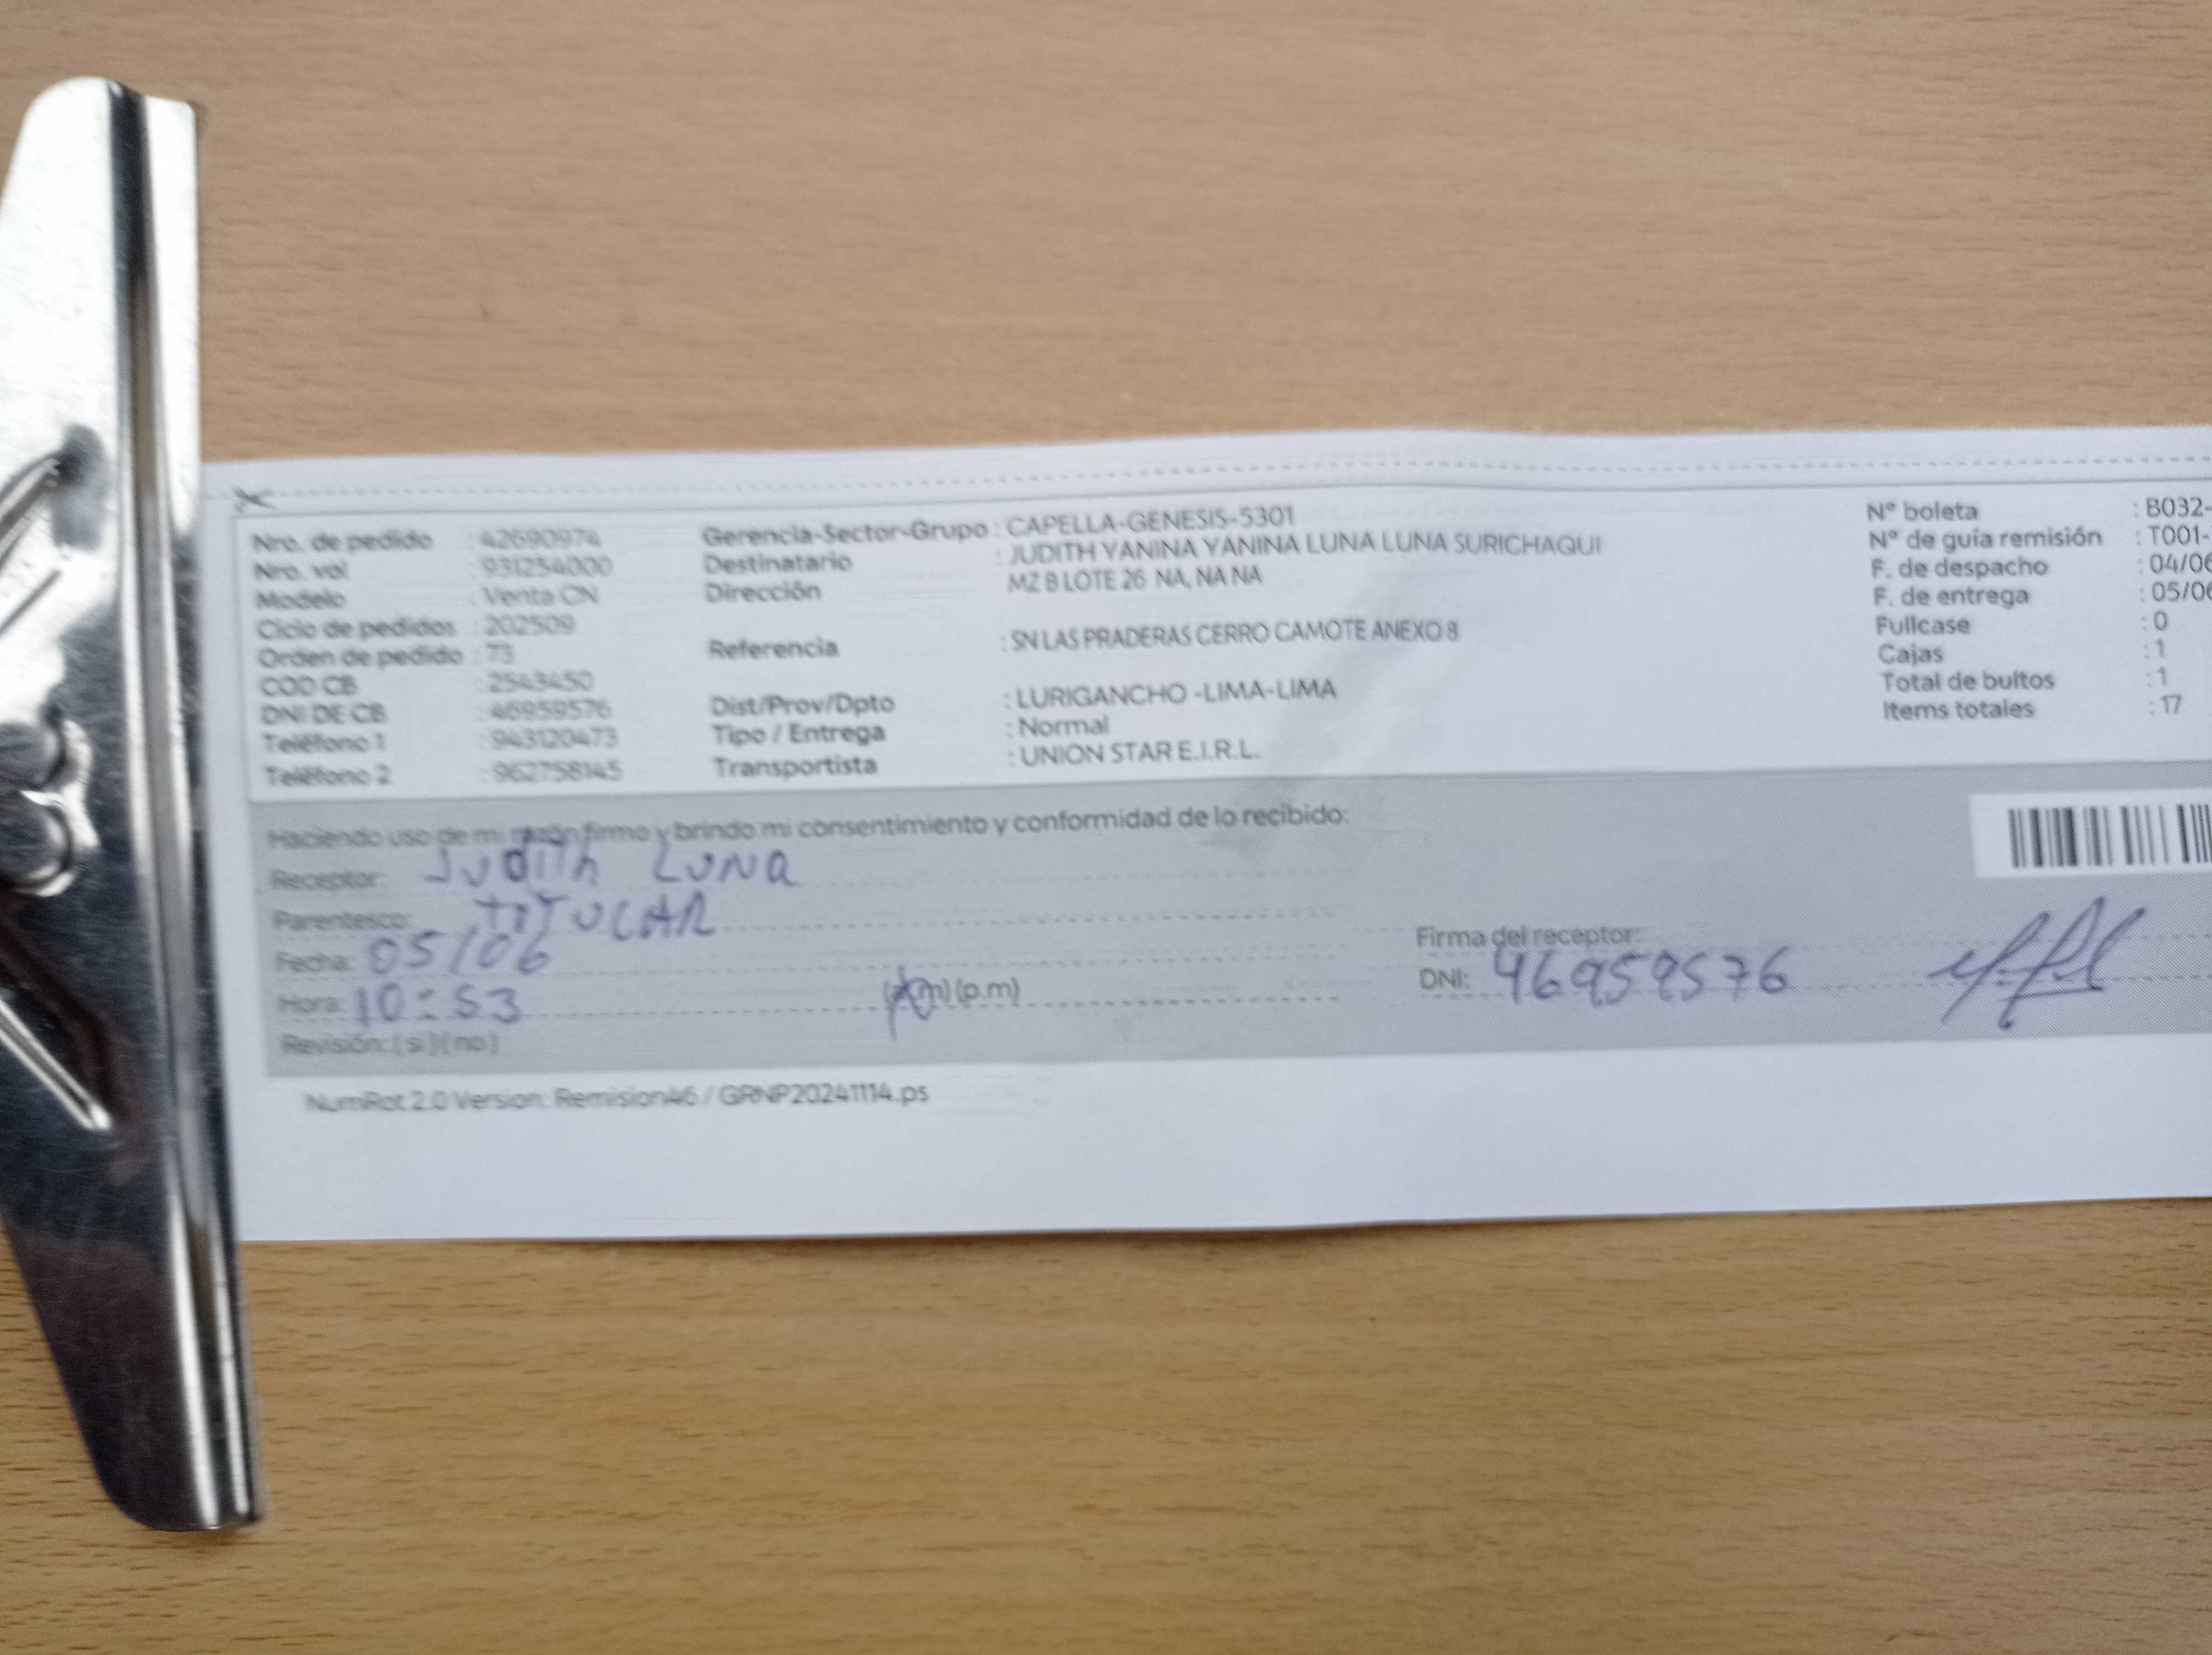 Nro. de pedido : 42690974
Nro. vol : 931254000
Modelo : Venta CN
Ciclo de pedidos : 202509
Orden de pedido : 73
COD CB : 2543450
DNI DE CB : 46959576
Teléfono 1 : 943120473
Teléfono 2 : 962758145
Gerencia-Sector-Grupo : CAPELLA-GENESIS-5301
Destinatario : JUDITH YANINA YANINA LUNA LUNA SURICHAQUI
Dirección MZ B LOTE 26 NA, NA NA
Referencia : SN LAS PRADERAS CERRO CAMOTE ANEXO 8
Dist/Prov/Dpto : LURIGANCHO -LIMA-LIMA
Tipo / Entrega : Normal
Transportista : UNION STAR E.I.R.L.
N° boleta : B032-
N° de guía remisión : T001-
F. de despacho : 04/06
F. de entrega : 05/06
Fullcase : 0
Cajas : 1
Total de bultos : 1
Items totales : 17
Haciendo uso de mi razón firmo y brindo mi consentimiento y conformidad de lo recibido:
Receptor: Judith Luna
Parentesco: TITULAR
Fecha: 05/06
Hora: 10:53 (a.m) (p.m)
Revisión: ( si ) ( no )
Firma del receptor:
DNI: 46959576
NumRot 2.0 Version: Remision46 / GRNP20241114.ps